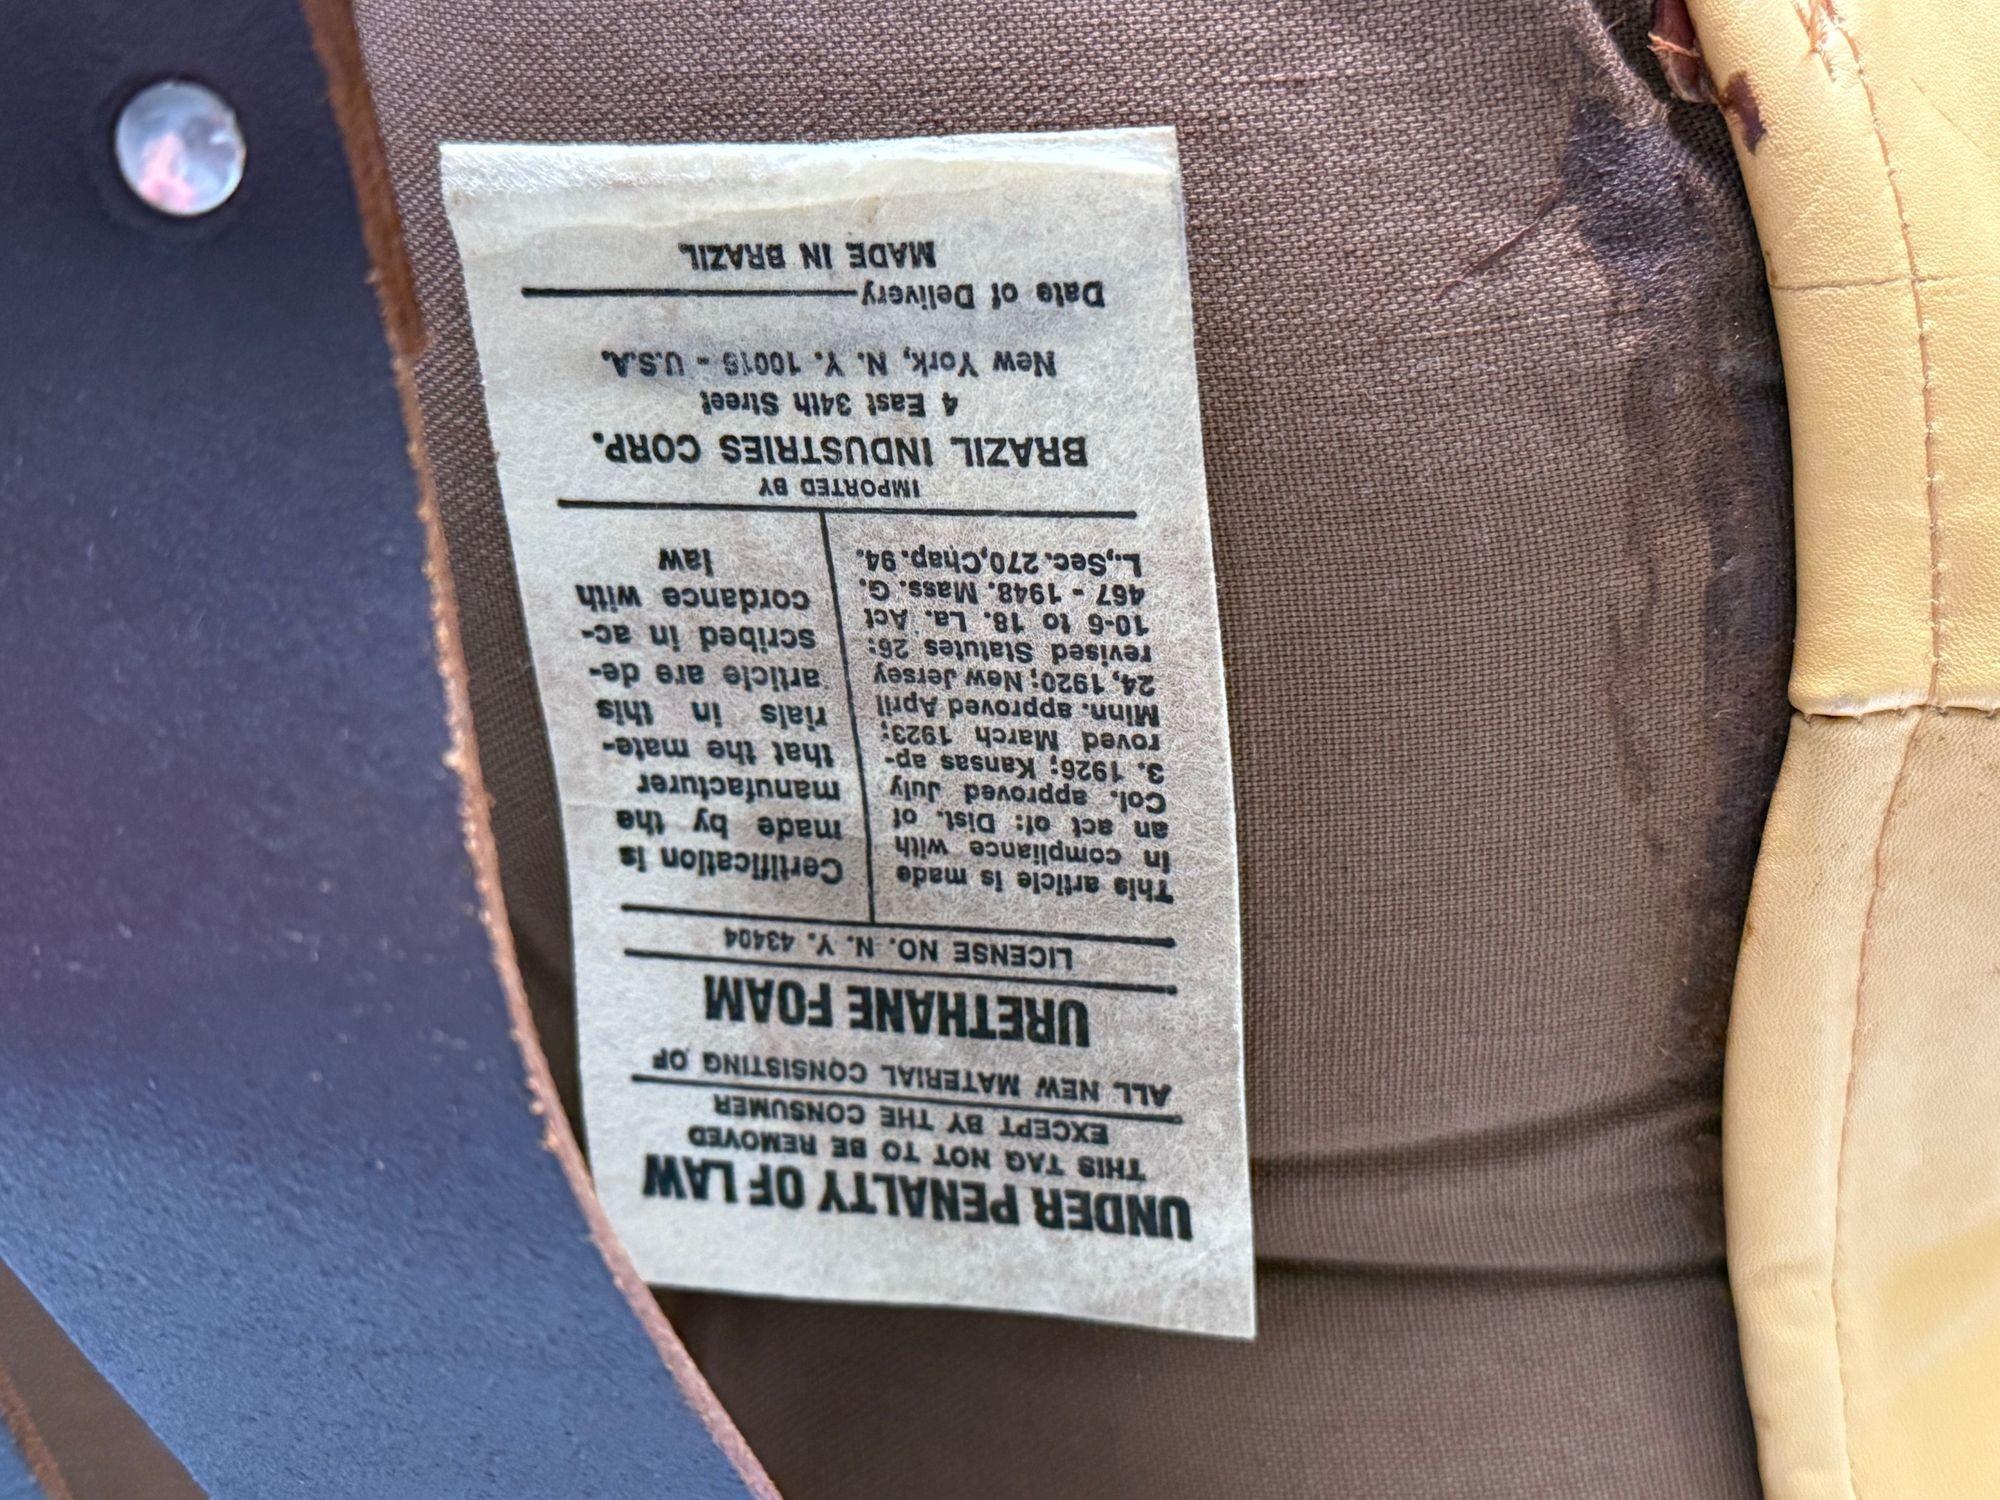 UNDER PENALTY OF LAW
THIS TAG NOT TO BE REMOVED
EXCEPT BY THE CONSUMER
ALL NEW MATERIAL CONSISTING OF
URETHANE FOAM
LICENSE NO. N. Y. 43404
This article is made
in compliance with
an act of: Dist. of
Col. approved July
3. 1926; Kansas ap-
roved March 1923;
Minn. approved April
24, 1920; New Jersey
revised Statutes 26:
10-6 to 18. La. Act
467 - 1948. Mass. G.
L., Sec. 270, Chap. 94.
Certification is
made by the
manufacturer
that the mate-
rials in this
article are de-
scribed in ac-
cordance with
law
IMPORTED BY
BRAZIL INDUSTRIES CORP.
4 East 34th Street
New York, N. Y. 10016 - U.S.A.
Date of Delivery
MADE IN BRAZIL